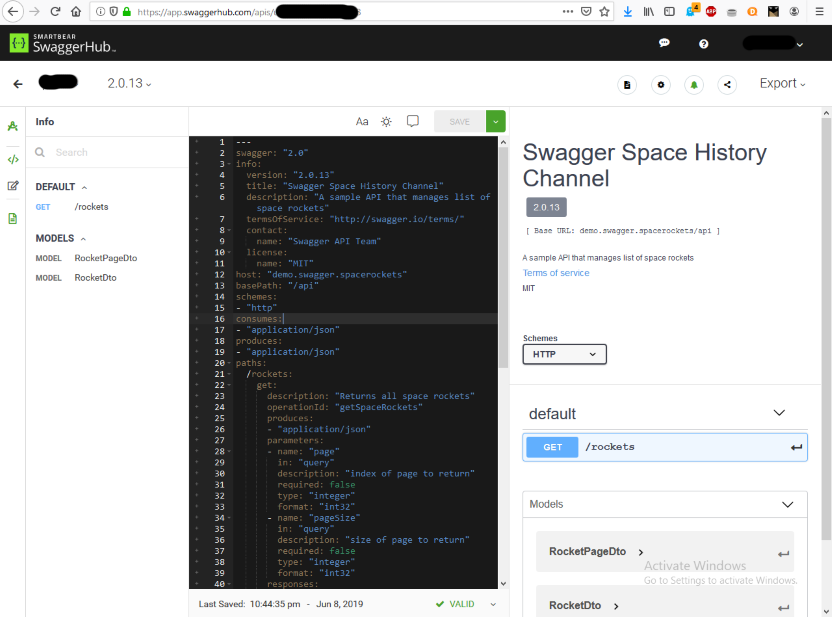 https://app.swaggerhub.com/apis/
4
ABP
SMARTBEAR
SwaggerHub
2.0.13
Export
Info
Search
DEFAULT
GET /rockets
MODELS
MODEL RocketPageDto
MODEL RocketDto
Aa
SAVE
1 ---
2 swagger: "2.0"
3 info:
4 version: "2.0.13"
5 title: "Swagger Space History Channel"
6 description: "A sample API that manages list of
space rockets"
7 termsOfService: "http://swagger.io/terms/"
8 contact:
9 name: "Swagger API Team"
10 license:
11 name: "MIT"
12 host: "demo.swagger.spacerockets"
13 basePath: "/api"
14 schemes:
15 - "http"
16 consumes:
17 - "application/json"
18 produces:
19 - "application/json"
20 paths:
21 /rockets:
22 get:
23 description: "Returns all space rockets"
24 operationId: "getSpaceRockets"
25 produces:
26 - "application/json"
27 parameters:
28 - name: "page"
29 in: "query"
30 description: "index of page to return"
31 required: false
32 type: "integer"
33 format: "int32"
34 - name: "pageSize"
35 in: "query"
36 description: "size of page to return"
37 required: false
38 type: "integer"
39 format: "int32"
40 responses:
Last Saved: 10:44:35 pm - Jun 8, 2019
VALID
Swagger Space History
Channel
2.0.13
[ Base URL: demo.swagger.spacerockets/api ]
A sample API that manages list of space rockets
Terms of service
MIT
Schemes
HTTP
default
GET /rockets
Models
RocketPageDto
RocketDto
Activate Windows
Go to Settings to activate Windows.